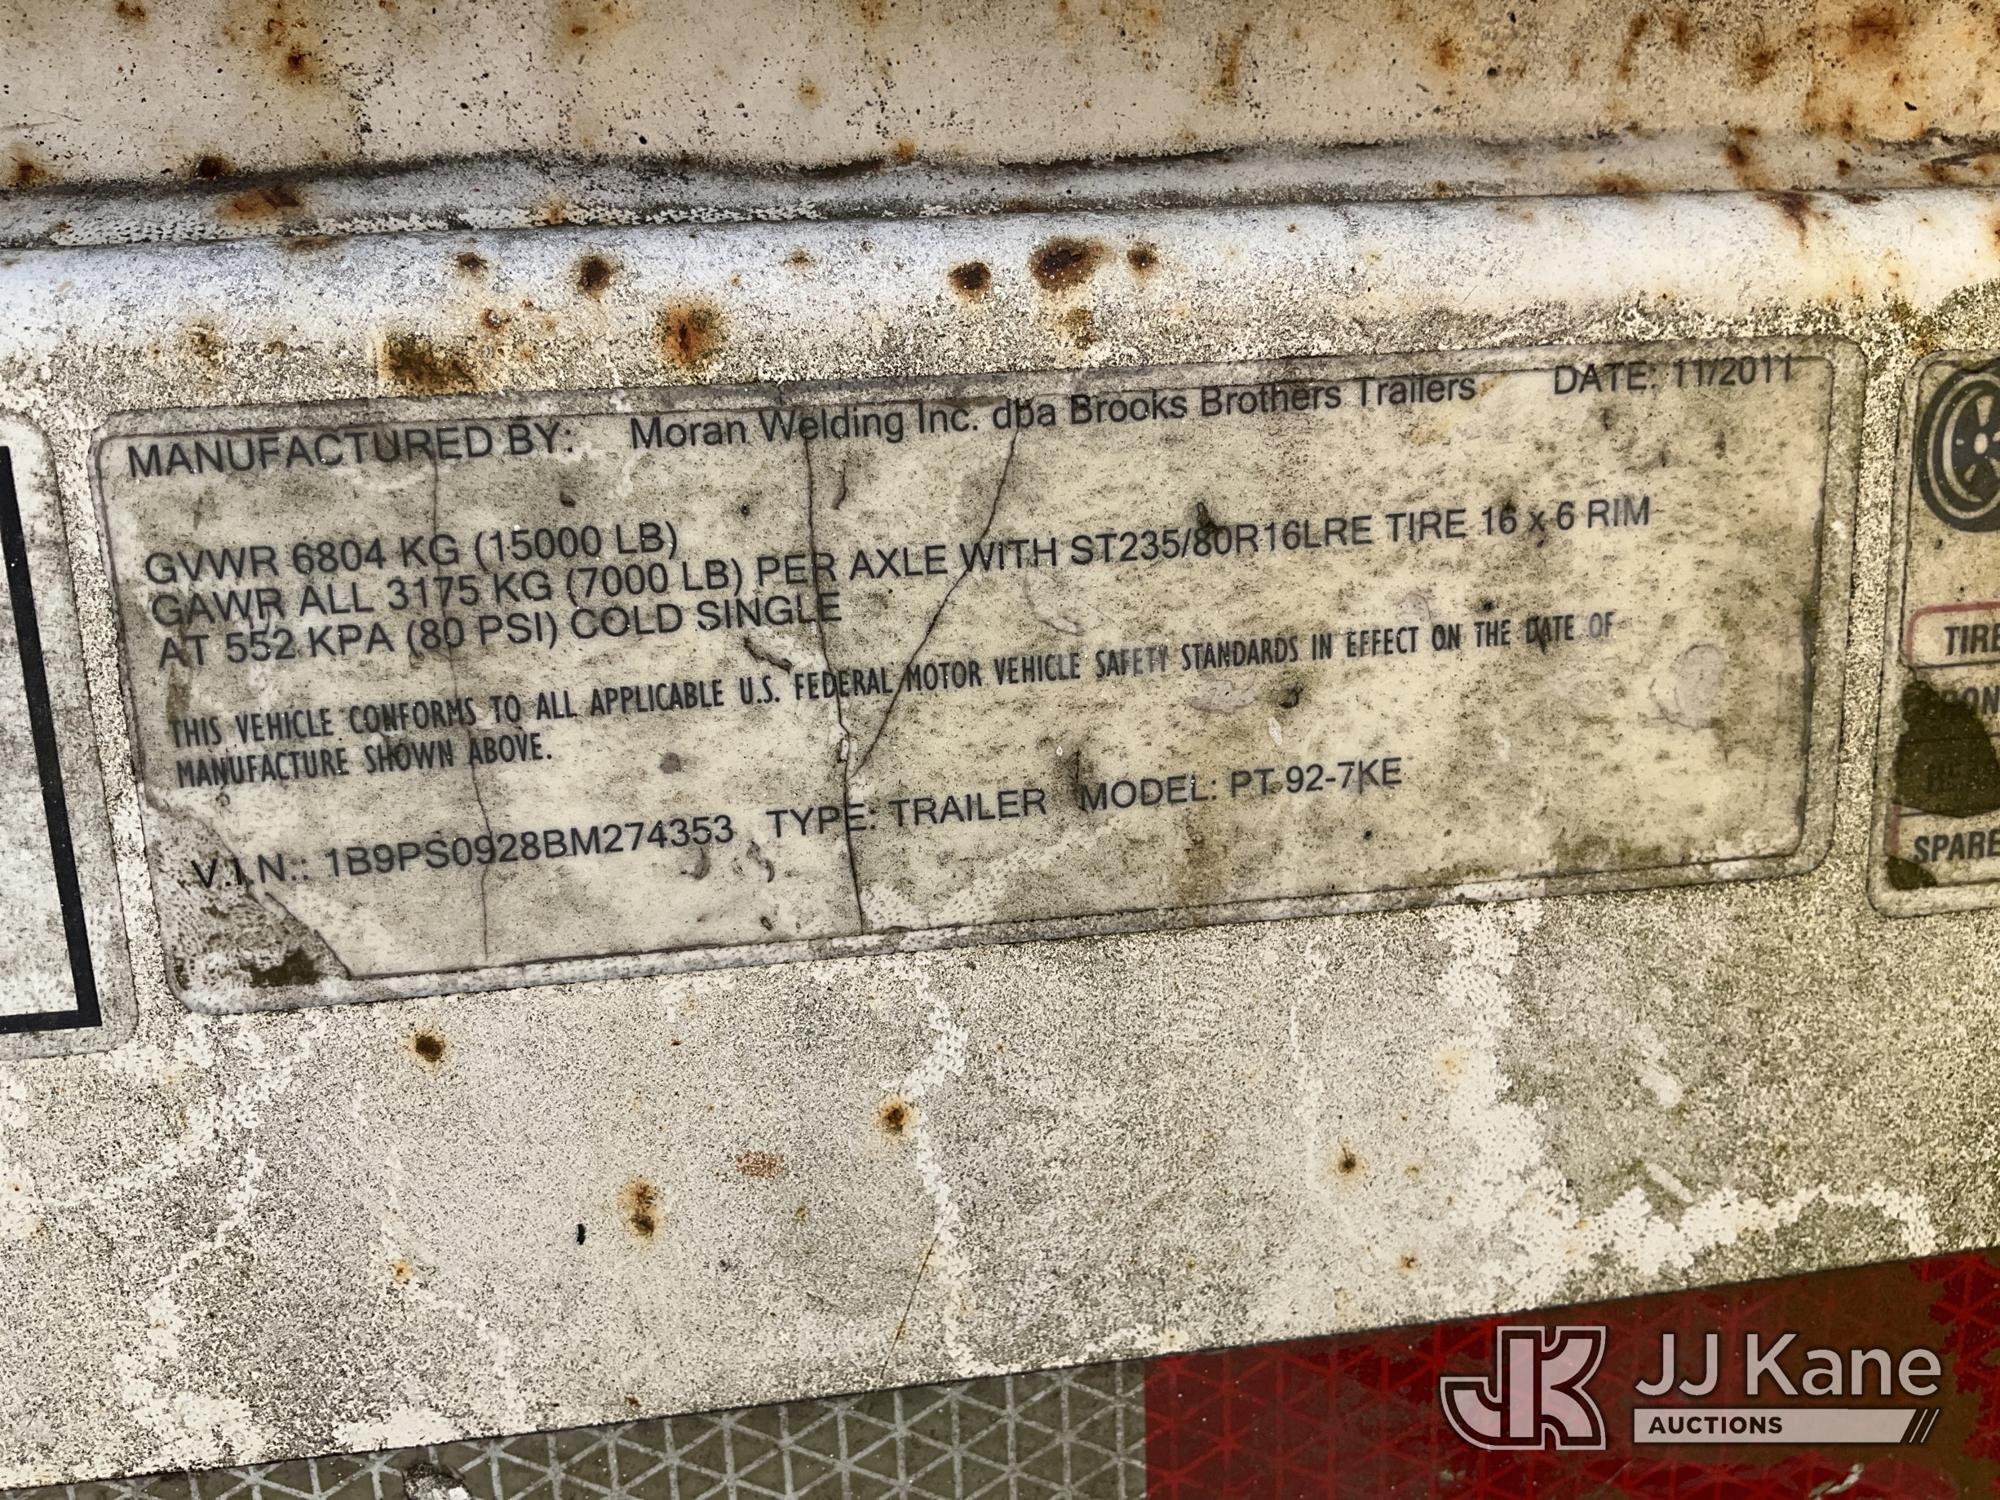 MANUFACTURED BY: Moran Welding Inc. dba Brooks Brothers Trailers DATE: 11/2011
GVWR 6804 KG (15000 LB)
GAWR ALL 3175 KG (7000 LB) PER AXLE WITH ST235/80R16LRE TIRE 16 x 6 RIM
AT 552 KPA (80 PSI) COLD SINGLE
THIS VEHICLE CONFORMS TO ALL APPLICABLE U.S. FEDERAL MOTOR VEHICLE SAFETY STANDARDS IN EFFECT ON THE DATE OF
MANUFACTURE SHOWN ABOVE.
V.I.N.: 1B9PS0928BM274353 TYPE: TRAILER MODEL: PT 92-7KE
TIRE
SPARE
JK JJ Kane
AUCTIONS